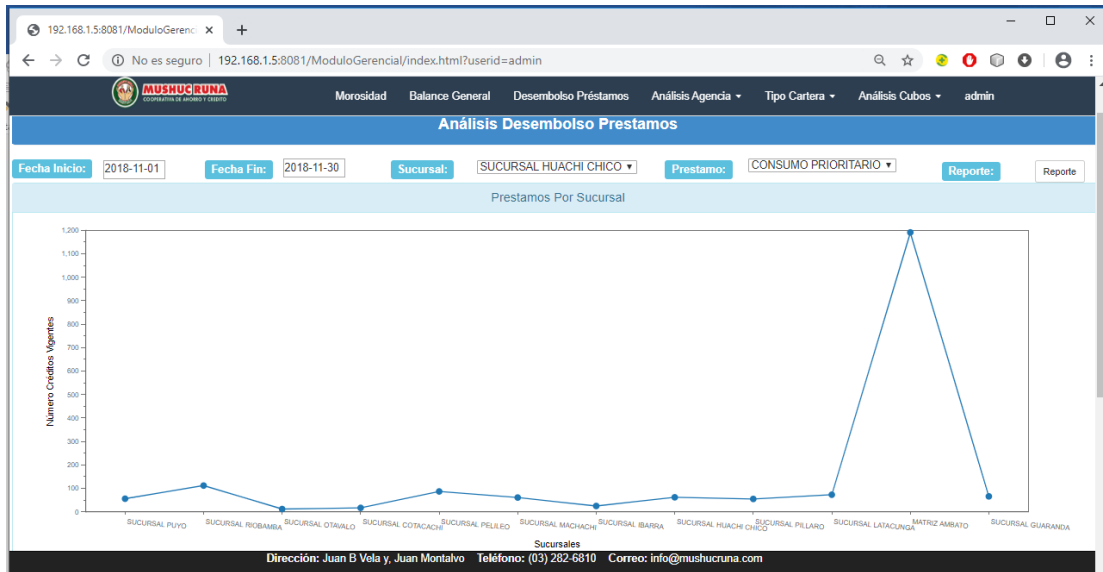 192.168.1.5:8081/ModuloGerenc
No es seguro | 192.168.1.5:8081/ModuloGerencial/index.html?userid=admin
MUSHUC RUNA
COOPERATIVA DE AHORRO Y CREDITO
Morosidad Balance General Desembolso Préstamos Análisis Agencia Tipo Cartera Análisis Cubos admin
Análisis Desembolso Prestamos
Fecha Inicio: 2018-11-01 Fecha Fin: 2018-11-30 Sucursal: SUCURSAL HUACHI CHICO Prestamo: CONSUMO PRIORITARIO Reporte: Reporte
Prestamos Por Sucursal
Número Créditos Vigentes
1,200
1,100
1,000
900
800
700
600
500
400
300
200
100
0
SUCURSAL PUYO SUCURSAL RIOBAMBA SUCURSAL OTAVALO SUCURSAL COTACACHI SUCURSAL PELILEO SUCURSAL MACHACHI SUCURSAL IBARRA SUCURSAL HUACHI CHICO SUCURSAL PILLARO SUCURSAL LATACUNGA MATRIZ AMBATO SUCURSAL GUARANDA
Sucursales
Dirección: Juan B Vela y, Juan Montalvo Teléfono: (03) 282-6810 Correo: info@mushucruna.com